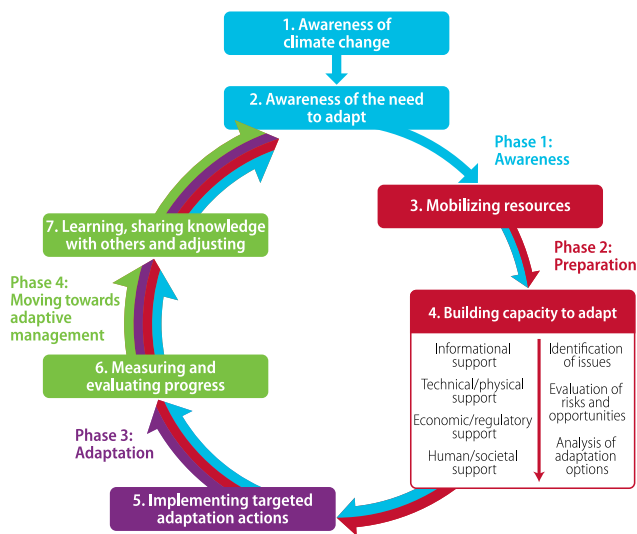 1. Awareness of
climate change
2. Awareness of the need
to adapt
Phase 1:
Awareness
3. Mobilizing resources
Phase 2:
Preparation
4. Building capacity to adapt
Informational
support
Technical/physical
support
Economic/regulatory
support
Human/societal
support
Identification
of issues
Evaluation of
risks and
opportunities
Analysis of
adaptation
options
5. Implementing targeted
adaptation actions
Phase 3:
Adaptation
6. Measuring and
evaluating progress
Phase 4:
Moving towards
adaptive
management
7. Learning, sharing knowledge
with others and adjusting